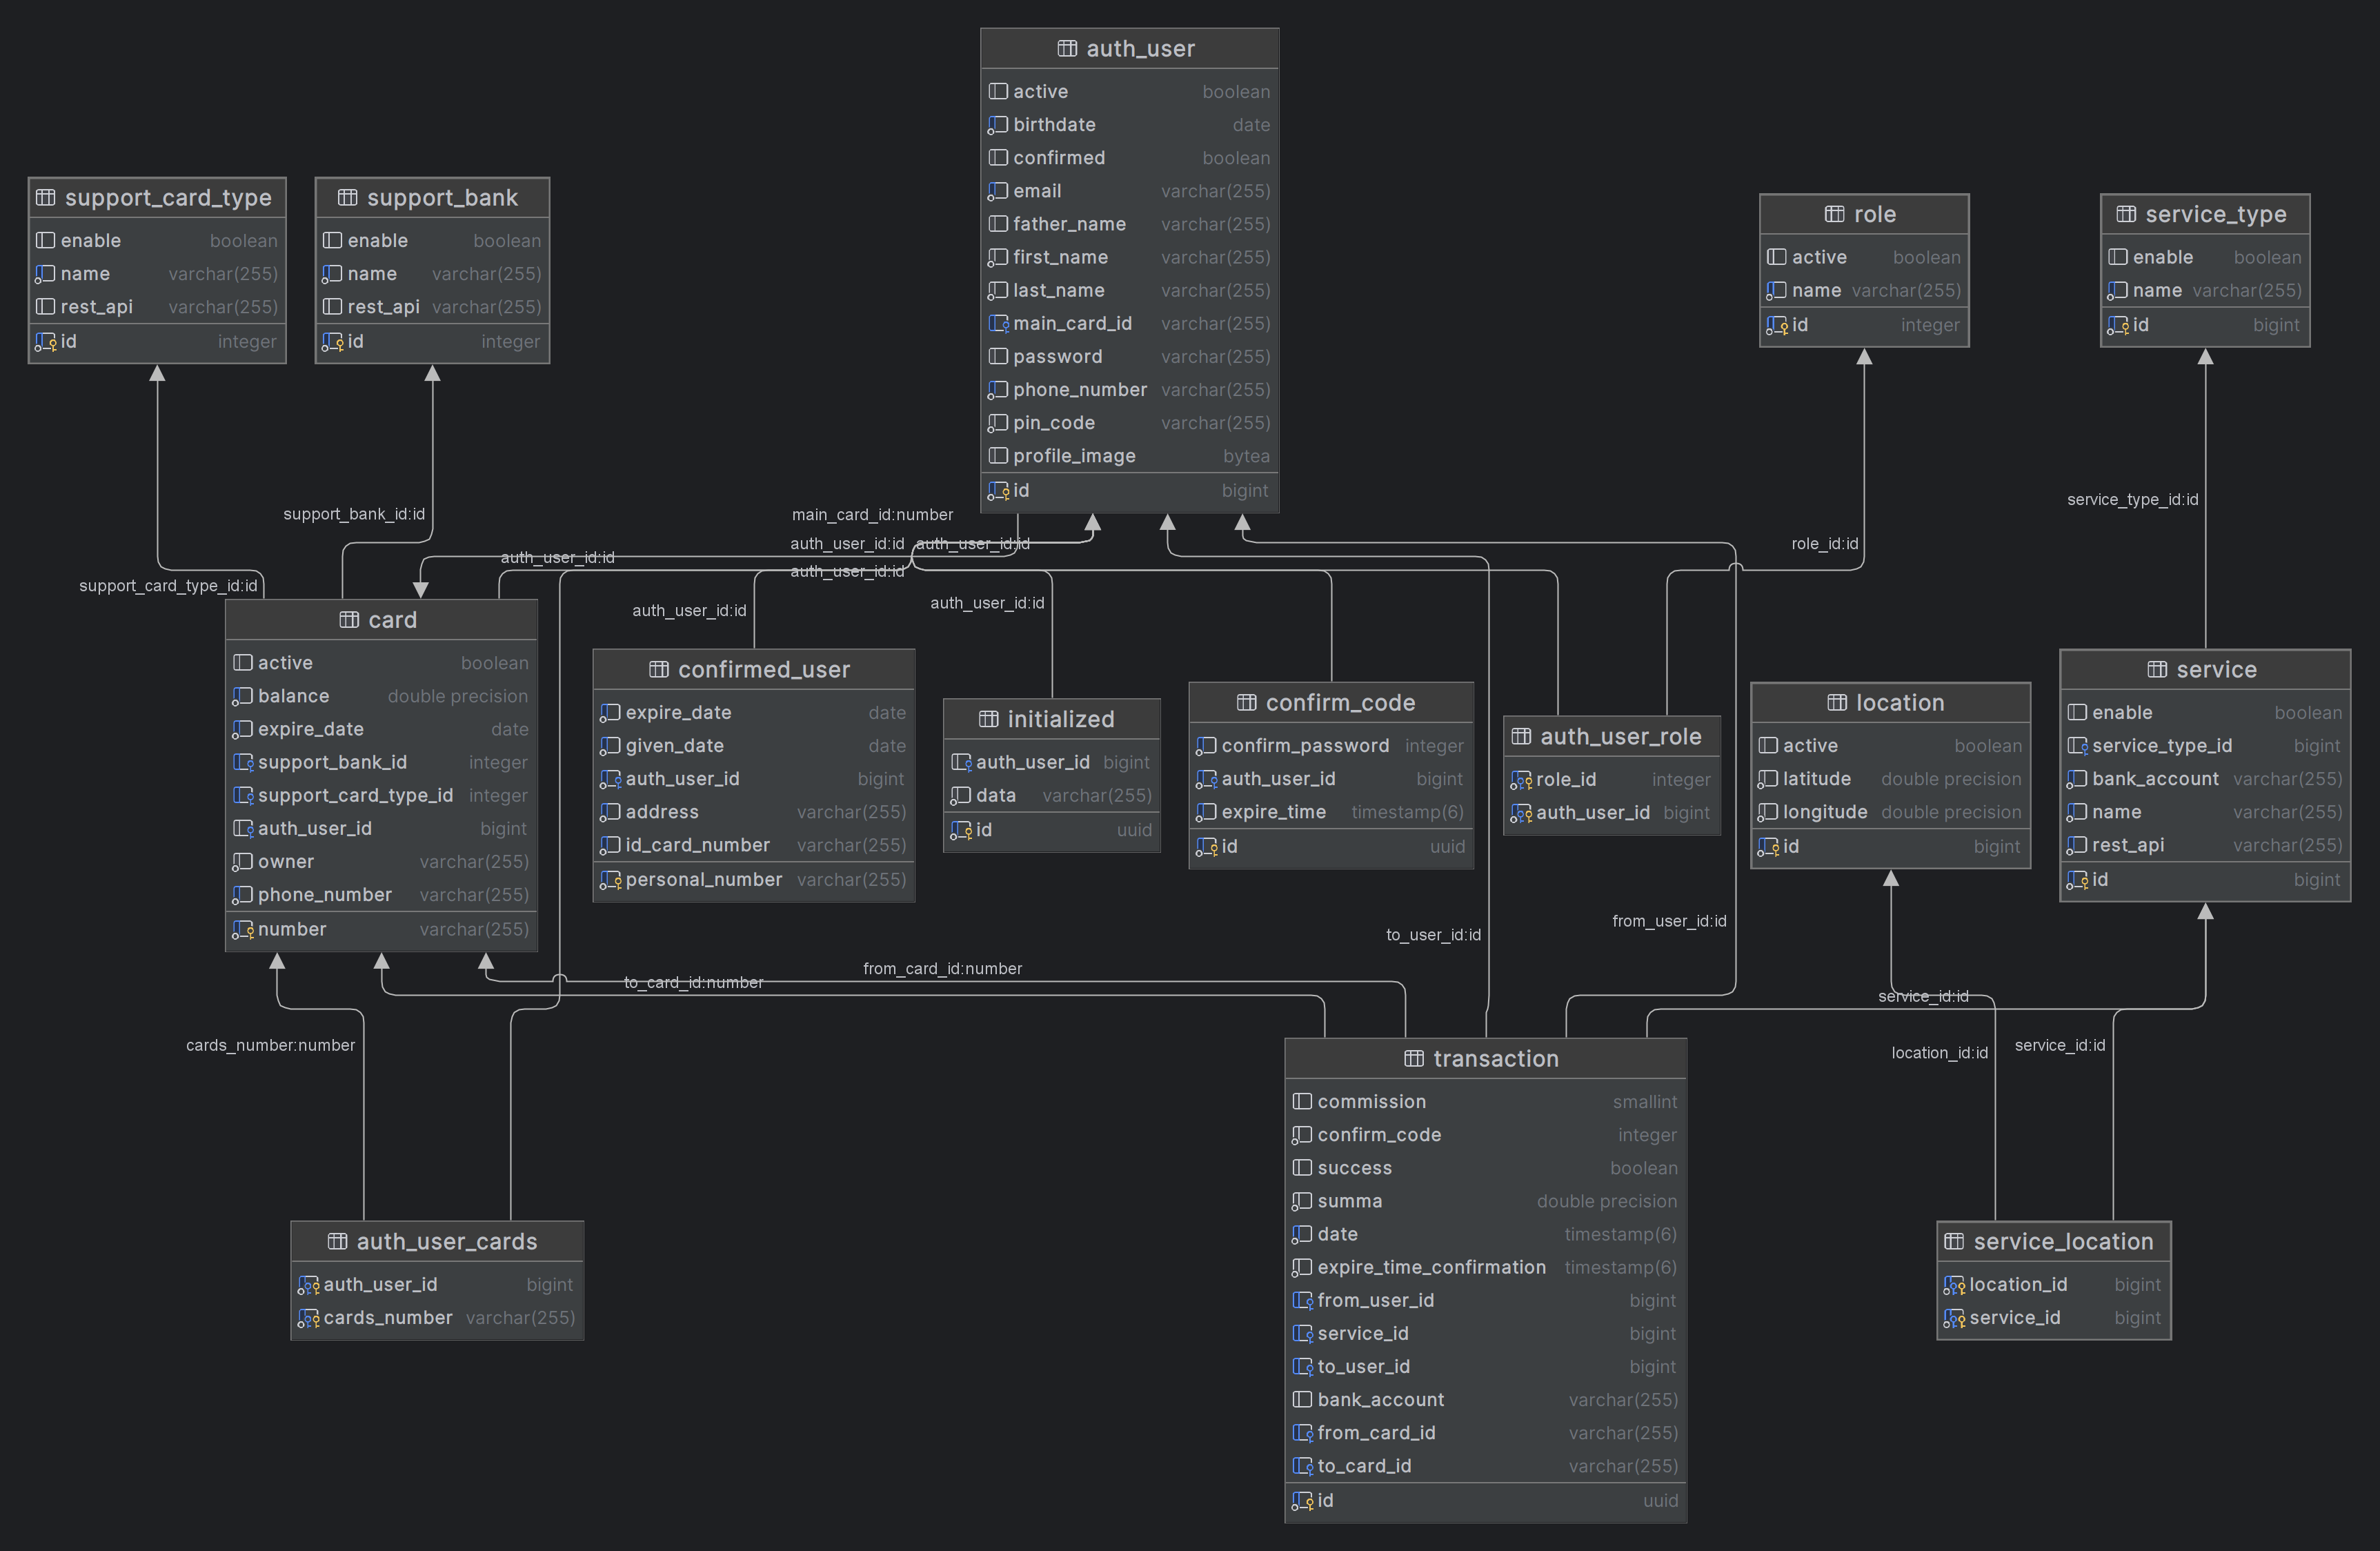 auth_user
active boolean
birthdate date
confirmed boolean
email varchar(255)
father_name varchar(255)
first_name varchar(255)
last_name varchar(255)
main_card_id varchar(255)
password varchar(255)
phone_number varchar(255)
pin_code varchar(255)
profile_image bytea
id bigint
support_card_type
enable boolean
name varchar(255)
rest_api varchar(255)
id integer
support_bank
enable boolean
name varchar(255)
rest_api varchar(255)
id integer
role
active boolean
name varchar(255)
id integer
service_type
enable boolean
name varchar(255)
id bigint
service_type_id:id
support_bank_id:id
main_card_id:number
auth_user_id:id
auth_user_id:id
role_id:id
auth_user_id:id
auth_user_id:id
support_card_type_id:id
auth_user_id:id
auth_user_id:id
card
active boolean
balance double precision
expire_date date
support_bank_id integer
support_card_type_id integer
auth_user_id bigint
owner varchar(255)
phone_number varchar(255)
number varchar(255)
confirmed_user
expire_date date
given_date date
auth_user_id bigint
address varchar(255)
id_card_number varchar(255)
personal_number varchar(255)
initialized
auth_user_id bigint
data varchar(255)
id uuid
confirm_code
confirm_password integer
auth_user_id bigint
expire_time timestamp(6)
id uuid
auth_user_role
role_id integer
auth_user_id bigint
location
active boolean
latitude double precision
longitude double precision
id bigint
service
enable boolean
service_type_id bigint
bank_account varchar(255)
name varchar(255)
rest_api varchar(255)
id bigint
from_user_id:id
to_user_id:id
from_card_id:number
to_card_id:number
service_id:id
cards_number:number
location_id:id
service_id:id
transaction
commission smallint
confirm_code integer
success boolean
summa double precision
date timestamp(6)
expire_time_confirmation timestamp(6)
from_user_id bigint
service_id bigint
to_user_id bigint
bank_account varchar(255)
from_card_id varchar(255)
to_card_id varchar(255)
id uuid
auth_user_cards
auth_user_id bigint
cards_number varchar(255)
service_location
location_id bigint
service_id bigint